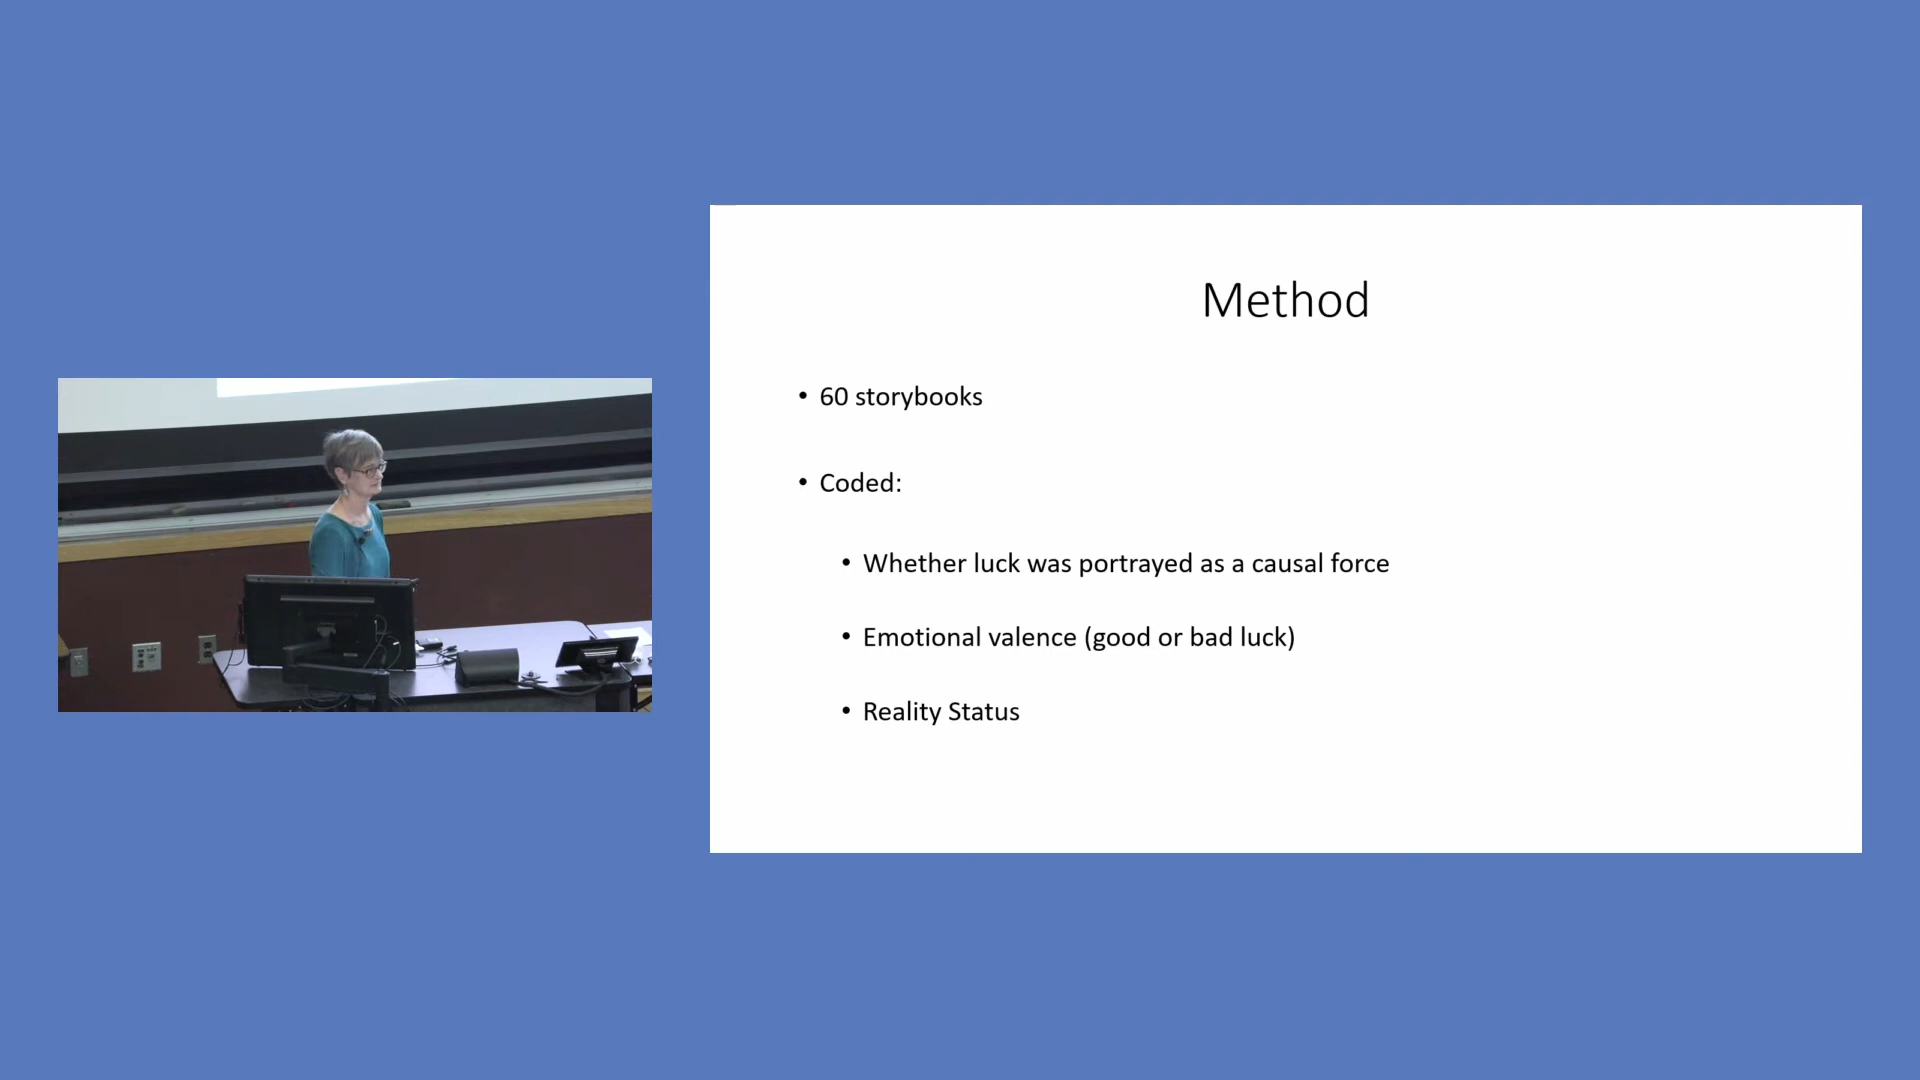 Method
• 60 storybooks
• Coded:
• Whether luck was portrayed as a causal force
• Emotional valence (good or bad luck)
• Reality Status